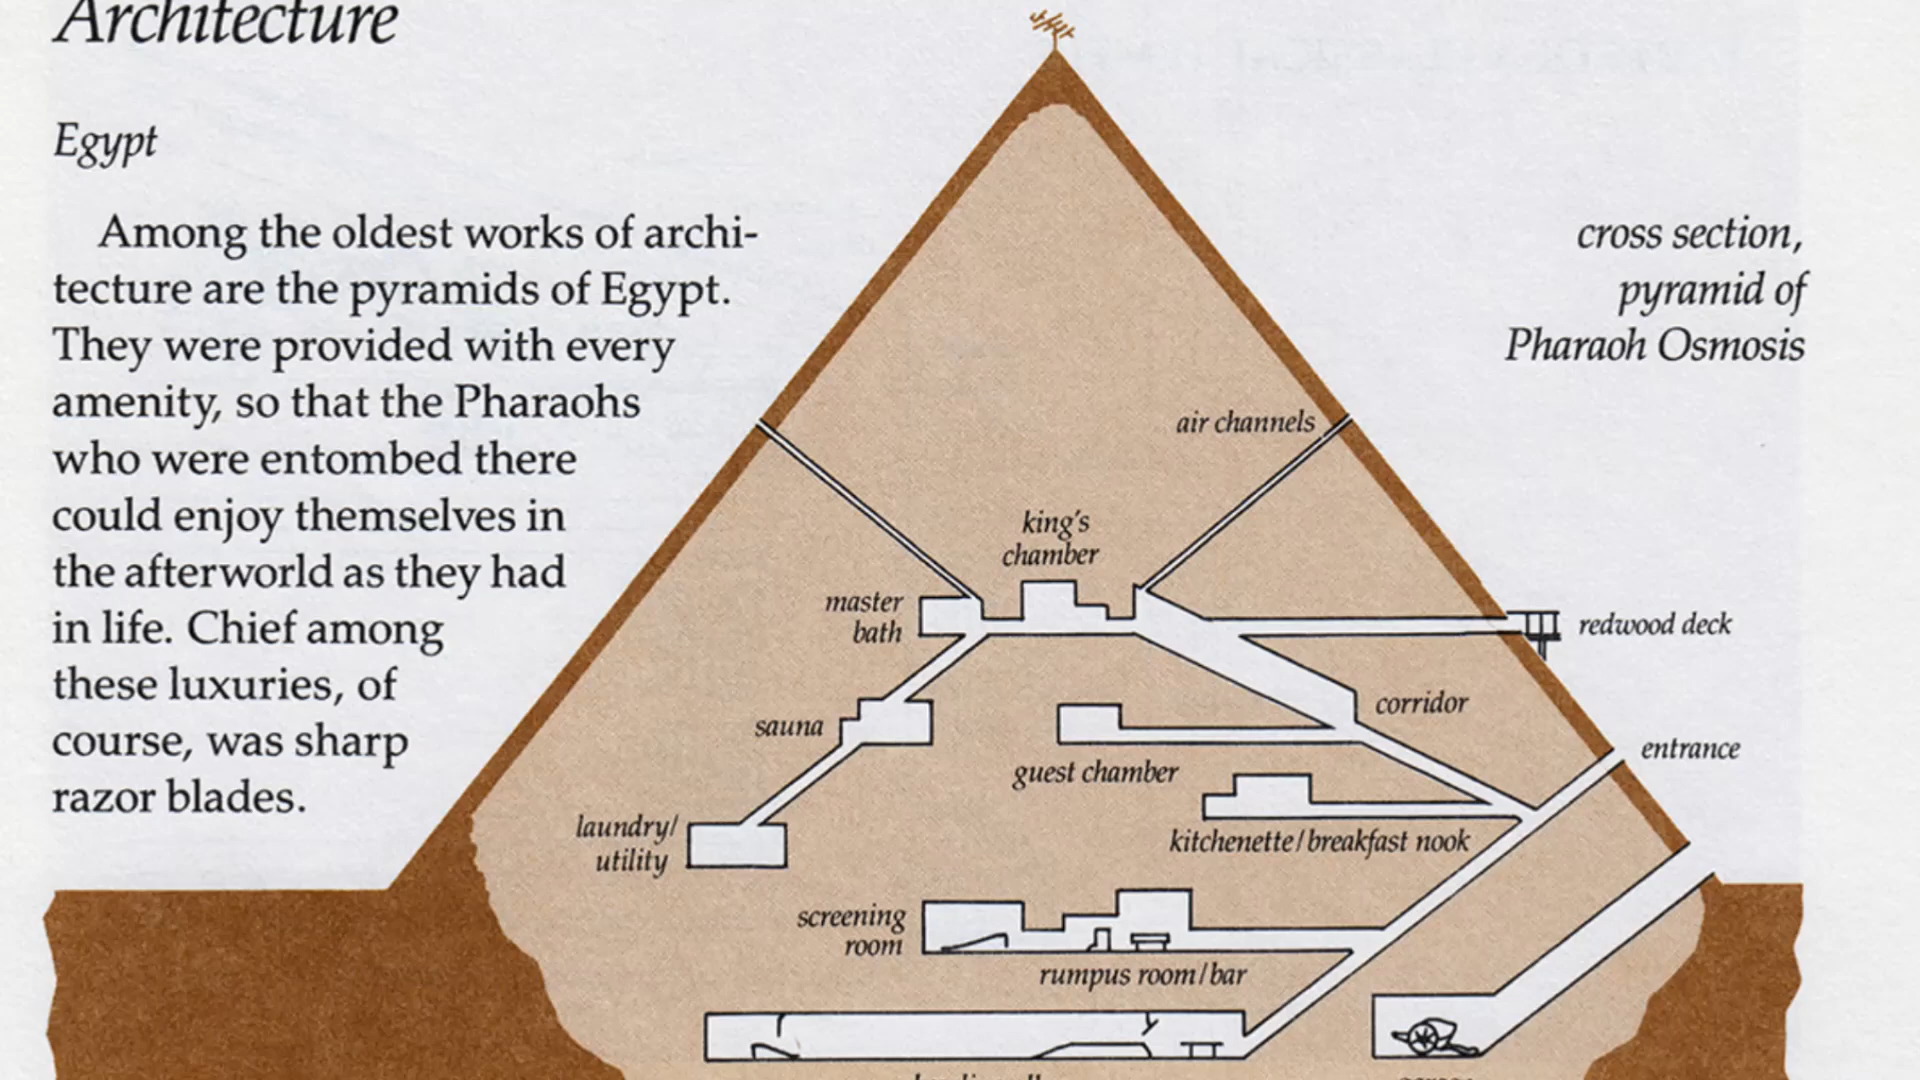 Architecture
Egypt
Among the oldest works of archi-
tecture are the pyramids of Egypt.
They were provided with every
amenity, so that the Pharaohs
who were entombed there
could enjoy themselves in
the afterworld as they had
in life. Chief among
these luxuries, of
course, was sharp
razor blades.
cross section,
pyramid of
Pharaoh Osmosis
air channels
king's
chamber
master
bath
redwood deck
sauna
corridor
guest chamber
entrance
laundry/
utility
kitchenette/breakfast nook
screening
room
rumpus room/bar